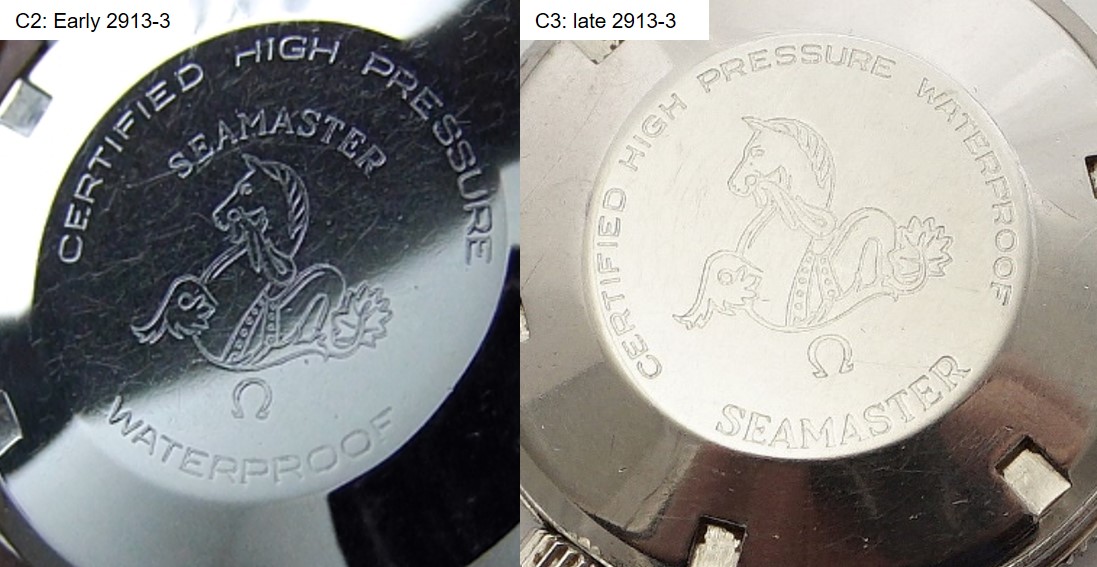 C2: Early 2913-3
CERTIFIED HIGH PRESSURE
SEAMASTER
Ω
WATERPROOF
C3: late 2913-3
CERTIFIED HIGH PRESSURE WATERPROOF
Ω
SEAMASTER